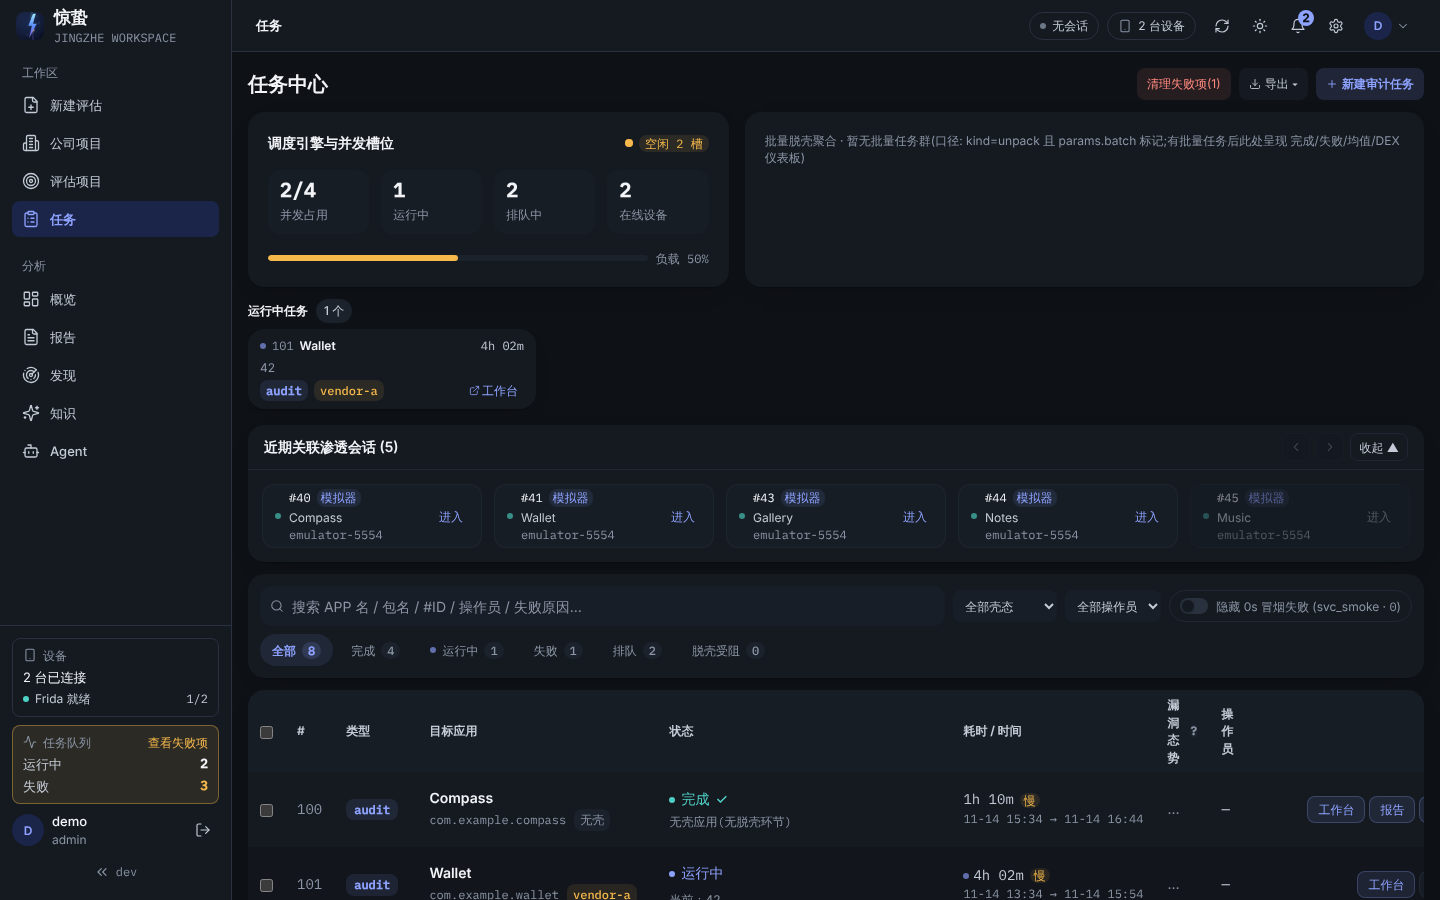 惊蛰
JINGZHE WORKSPACE
工作区
新建评估
公司项目
评估项目
任务
分析
概览
报告
发现
知识
Agent
设备
2 台已连接
Frida 就绪 1/2
任务队列 查看失败项
运行中 2
失败 3
D demo
admin
dev
任务
无会话
2 台设备
2
D
任务中心
清理失败项(1)
导出
+ 新建审计任务
调度引擎与并发槽位
空闲 2 槽
2/4
并发占用
1
运行中
2
排队中
2
在线设备
负载 50%
批量脱壳聚合 · 暂无批量任务群(口径: kind=unpack 且 params.batch 标记;有批量任务后此处呈现 完成/失败/均值/DEX
仪表板)
运行中任务 1 个
101 Wallet 4h 02m
42
audit vendor-a 工作台
近期关联渗透会话 (5)
收起 ▲
#40 模拟器
Compass 进入
emulator-5554
#41 模拟器
Wallet 进入
emulator-5554
#43 模拟器
Gallery 进入
emulator-5554
#44 模拟器
Notes 进入
emulator-5554
#45 模拟器
Music 进入
emulator-5554
搜索 APP 名 / 包名 / #ID / 操作员 / 失败原因...
全部壳态
全部操作员
隐藏 0s 冒烟失败 (svc_smoke · 0)
全部 8
完成 4
运行中 1
失败 1
排队 2
脱壳受阻 0
# 类型 目标应用 状态 耗时 / 时间 漏洞态势 ? 操作员
100 audit Compass 完成 ✓ 1h 10m 慢 ... — 工作台 报告
com.example.compass 无壳 无壳应用(无脱壳环节) 11-14 15:34 → 11-14 16:44
101 audit Wallet 运行中 4h 02m 慢 ... — 工作台
com.example.wallet vendor-a 当前 · 42 11-14 13:34 → 11-14 15:54